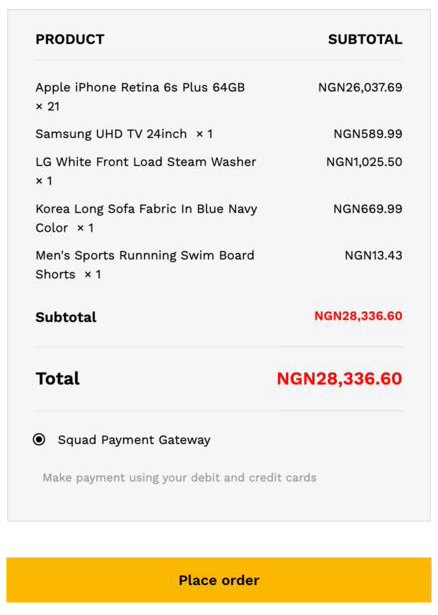 PRODUCT SUBTOTAL
Apple iPhone Retina 6s Plus 64GB NGN26,037.69
× 21
Samsung UHD TV 24inch × 1 NGN589.99
LG White Front Load Steam Washer NGN1,025.50
× 1
Korea Long Sofa Fabric In Blue Navy NGN669.99
Color × 1
Men's Sports Runnning Swim Board NGN13.43
Shorts × 1
Subtotal NGN28,336.60
Total NGN28,336.60
Squad Payment Gateway
Make payment using your debit and credit cards
Place order